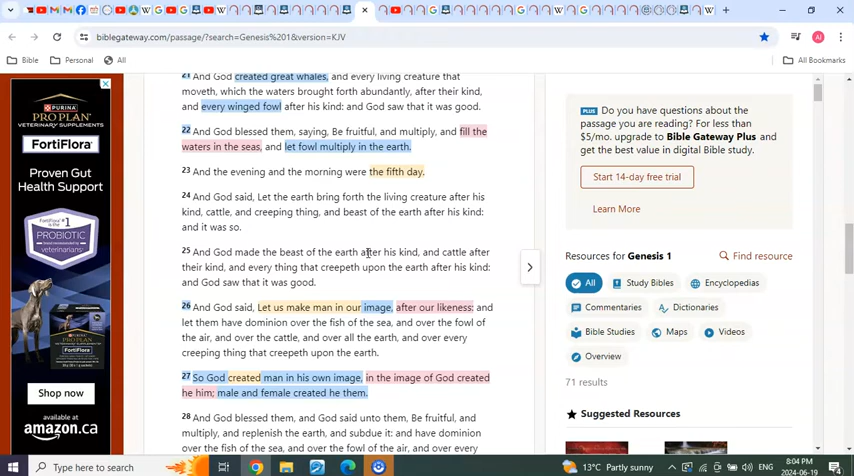 biblegateway.com/passage/?search=Genesis%201&version=KJV
Bible
Personal
All
All Bookmarks
21 And God created great whales, and every living creature that
moveth, which the waters brought forth abundantly, after their kind,
and every winged fowl after his kind: and God saw that it was good.
22 And God blessed them, saying, Be fruitful, and multiply, and fill the
waters in the seas, and let fowl multiply in the earth.
23 And the evening and the morning were the fifth day.
24 And God said, Let the earth bring forth the living creature after his
kind, cattle, and creeping thing, and beast of the earth after his kind:
and it was so.
25 And God made the beast of the earth after his kind, and cattle after
their kind, and every thing that creepeth upon the earth after his kind:
and God saw that it was good.
26 And God said, Let us make man in our image, after our likeness: and
let them have dominion over the fish of the sea, and over the fowl of
the air, and over the cattle, and over all the earth, and over every
creeping thing that creepeth upon the earth.
27 So God created man in his own image, in the image of God created
he him; male and female created he them.
28 And God blessed them, and God said unto them, Be fruitful, and
multiply, and replenish the earth, and subdue it: and have dominion
over the fish of the sea, and over the fowl of the air, and over every
PURINA
PRO PLAN
VETERINARY SUPPLEMENTS
FortiFlora
Proven Gut
Health Support
#1
PROBIOTIC
Shop now
available at
amazon.ca
PLUS Do you have questions about the
passage you are reading? For less than
$5/mo. upgrade to Bible Gateway Plus and
get the best value in digital Bible study.
Start 14-day free trial
Learn More
Resources for Genesis 1
Find resource
All
Study Bibles
Encyclopedias
Commentaries
Dictionaries
Bible Studies
Maps
Videos
Overview
71 results
Suggested Resources
Type here to search
13°C Partly sunny
8:04 PM
2024-06-19